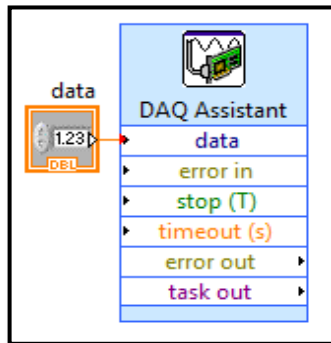 data
1.23
DBL
DAQ Assistant
data
error in
stop (T)
timeout (s)
error out
task out